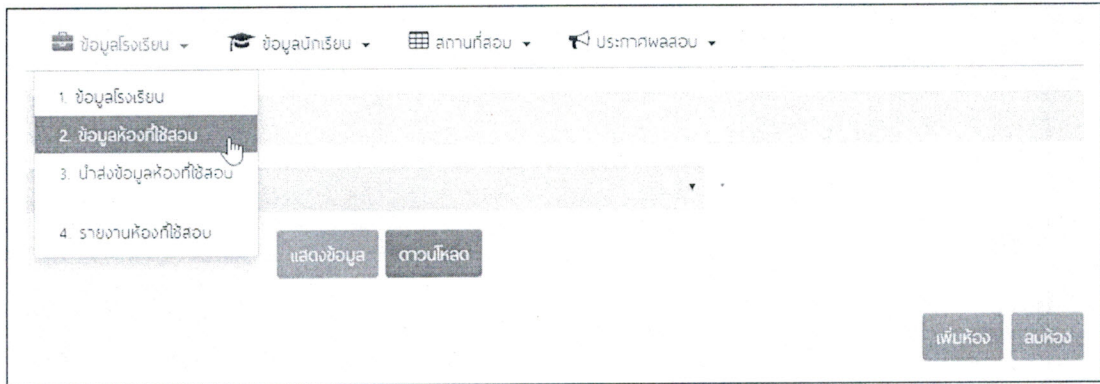 ข้อมูลโรงเรียน ข้อมูลนักเรียน สถานที่สอบ ประกาศผลสอบ
1. ข้อมูลโรงเรียน
2. ข้อมูลห้องที่ใช้สอบ
3. นำส่งข้อมูลห้องที่ใช้สอบ
4. รายงานห้องที่ใช้สอบ
แสดงข้อมูล ดาวน์โหลด
เพิ่มห้อง ลบห้อง